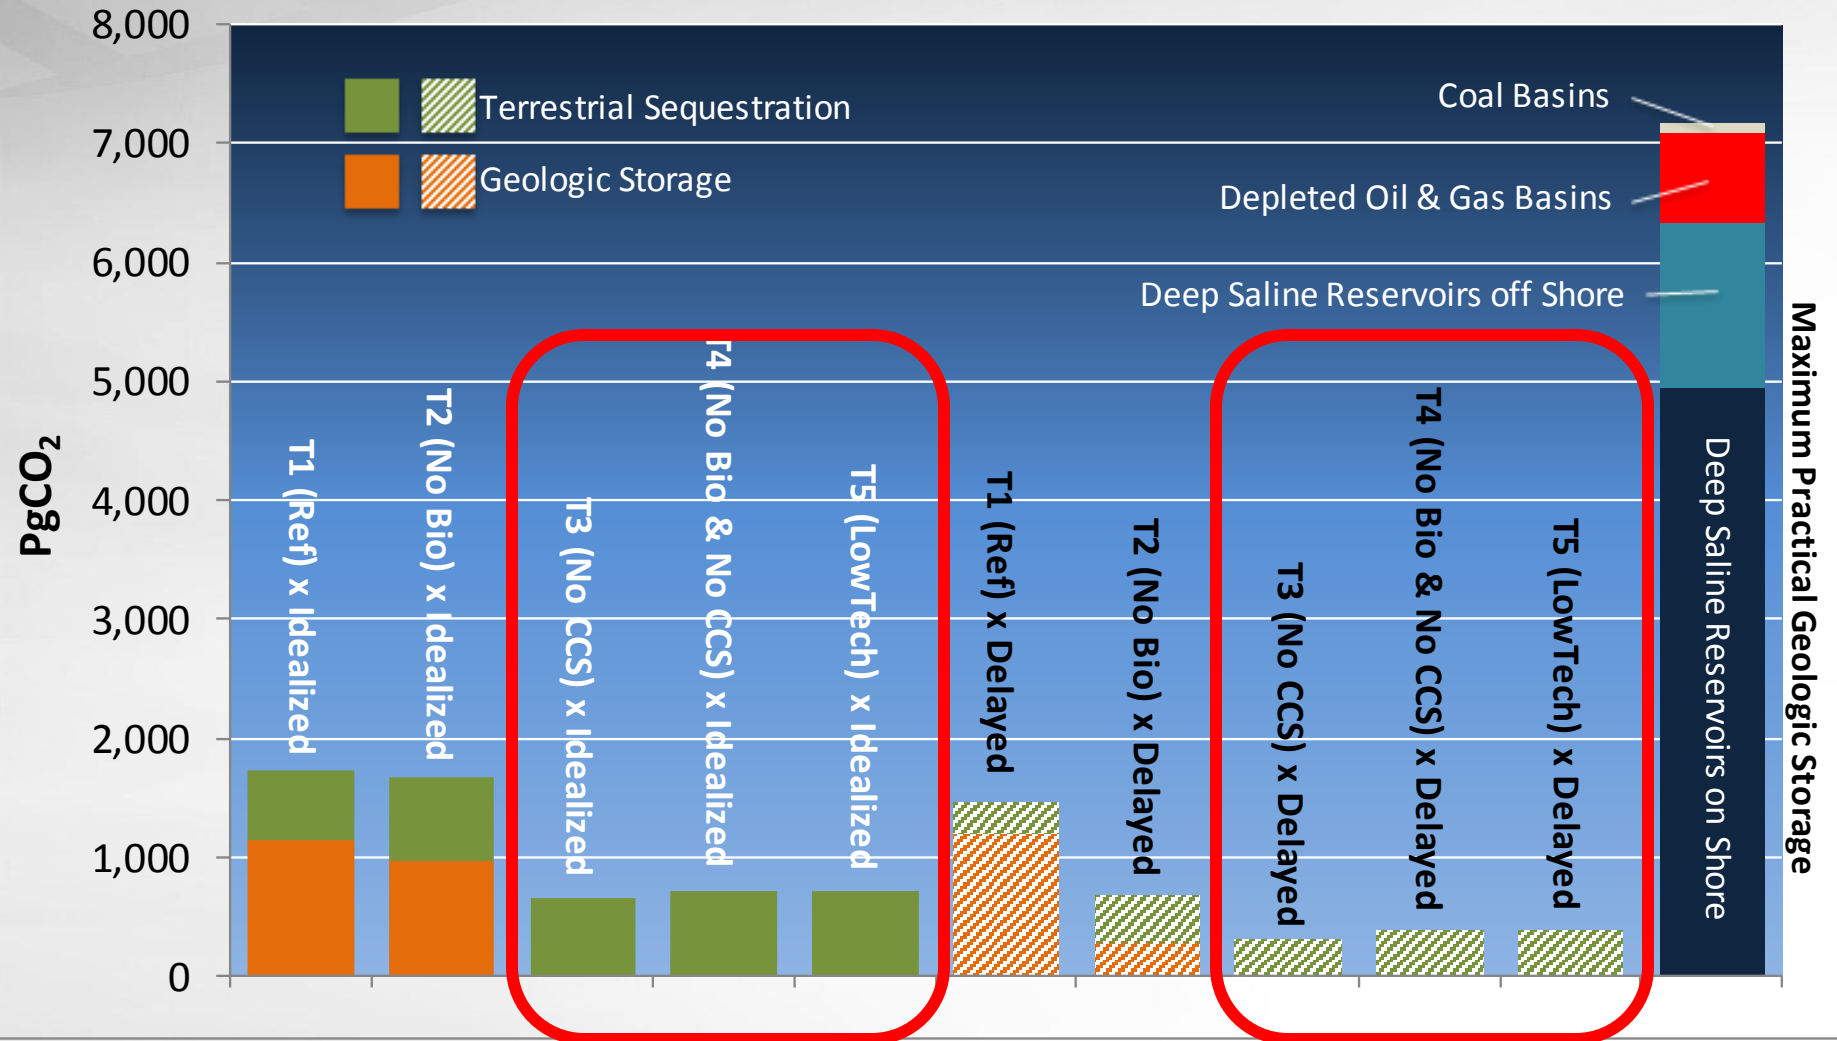 8,000
7,000
6,000
5,000
4,000
3,000
2,000
1,000
0
PgCO₂
Terrestrial Sequestration
Geologic Storage
Coal Basins
Depleted Oil & Gas Basins
Deep Saline Reservoirs off Shore
T1 (Ref) x Idealized
T2 (No Bio) x Idealized
T3 (No CCS) x Idealized
T4 (No Bio & No CCS) x Idealized
T5 (LowTech) x Idealized
T1 (Ref) x Delayed
T2 (No Bio) x Delayed
T3 (No CCS) x Delayed
T4 (No Bio & No CCS) x Delayed
T5 (LowTech) x Delayed
Deep Saline Reservoirs on Shore
Maximum Practical Geologic Storage